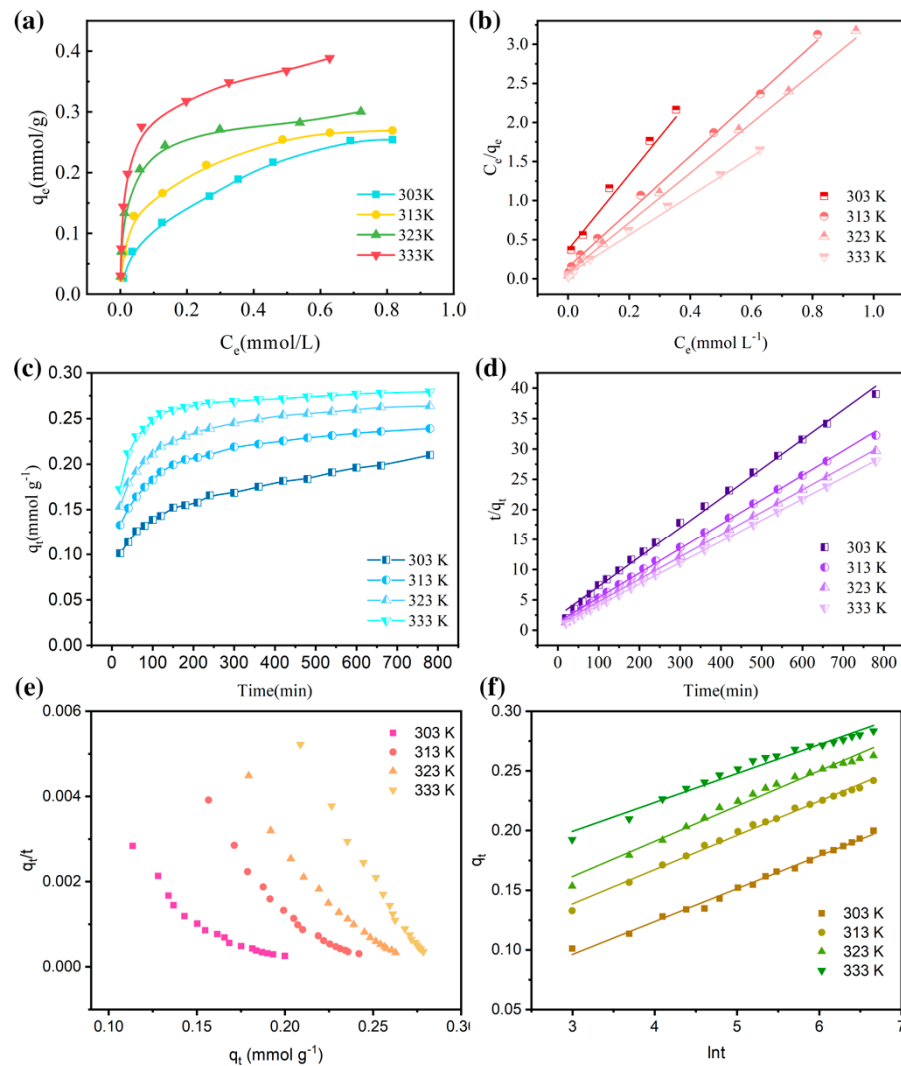 (a)
0.4
0.3
0.2
0.1
0.0
qₑ(mmol/g)
303K
313K
323K
333K
0.0 0.2 0.4 0.6 0.8 1.0
Cₑ(mmol/L)
(b)
3.0
2.5
2.0
1.5
1.0
0.5
0.0
Cₑ/qₑ
303 K
313 K
323 K
333 K
0.0 0.2 0.4 0.6 0.8 1.0
Cₑ(mmol L⁻¹)
(c)
0.30
0.25
0.20
0.15
0.10
0.05
0.00
qₜ(mmol g⁻¹)
303 K
313 K
323 K
333 K
0 100 200 300 400 500 600 700 800
Time(min)
(d)
40
35
30
25
20
15
10
5
0
t/qₜ
303 K
313 K
323 K
333 K
0 100 200 300 400 500 600 700 800
Time(min)
(e)
0.006
0.004
0.002
0.000
qₜ/t
303 K
313 K
323 K
333 K
0.10 0.15 0.20 0.25 0.30
qₜ (mmol g⁻¹)
(f)
0.30
0.25
0.20
0.15
0.10
0.05
qₜ
303 K
313 K
323 K
333 K
3 4 5 6 7
lnt